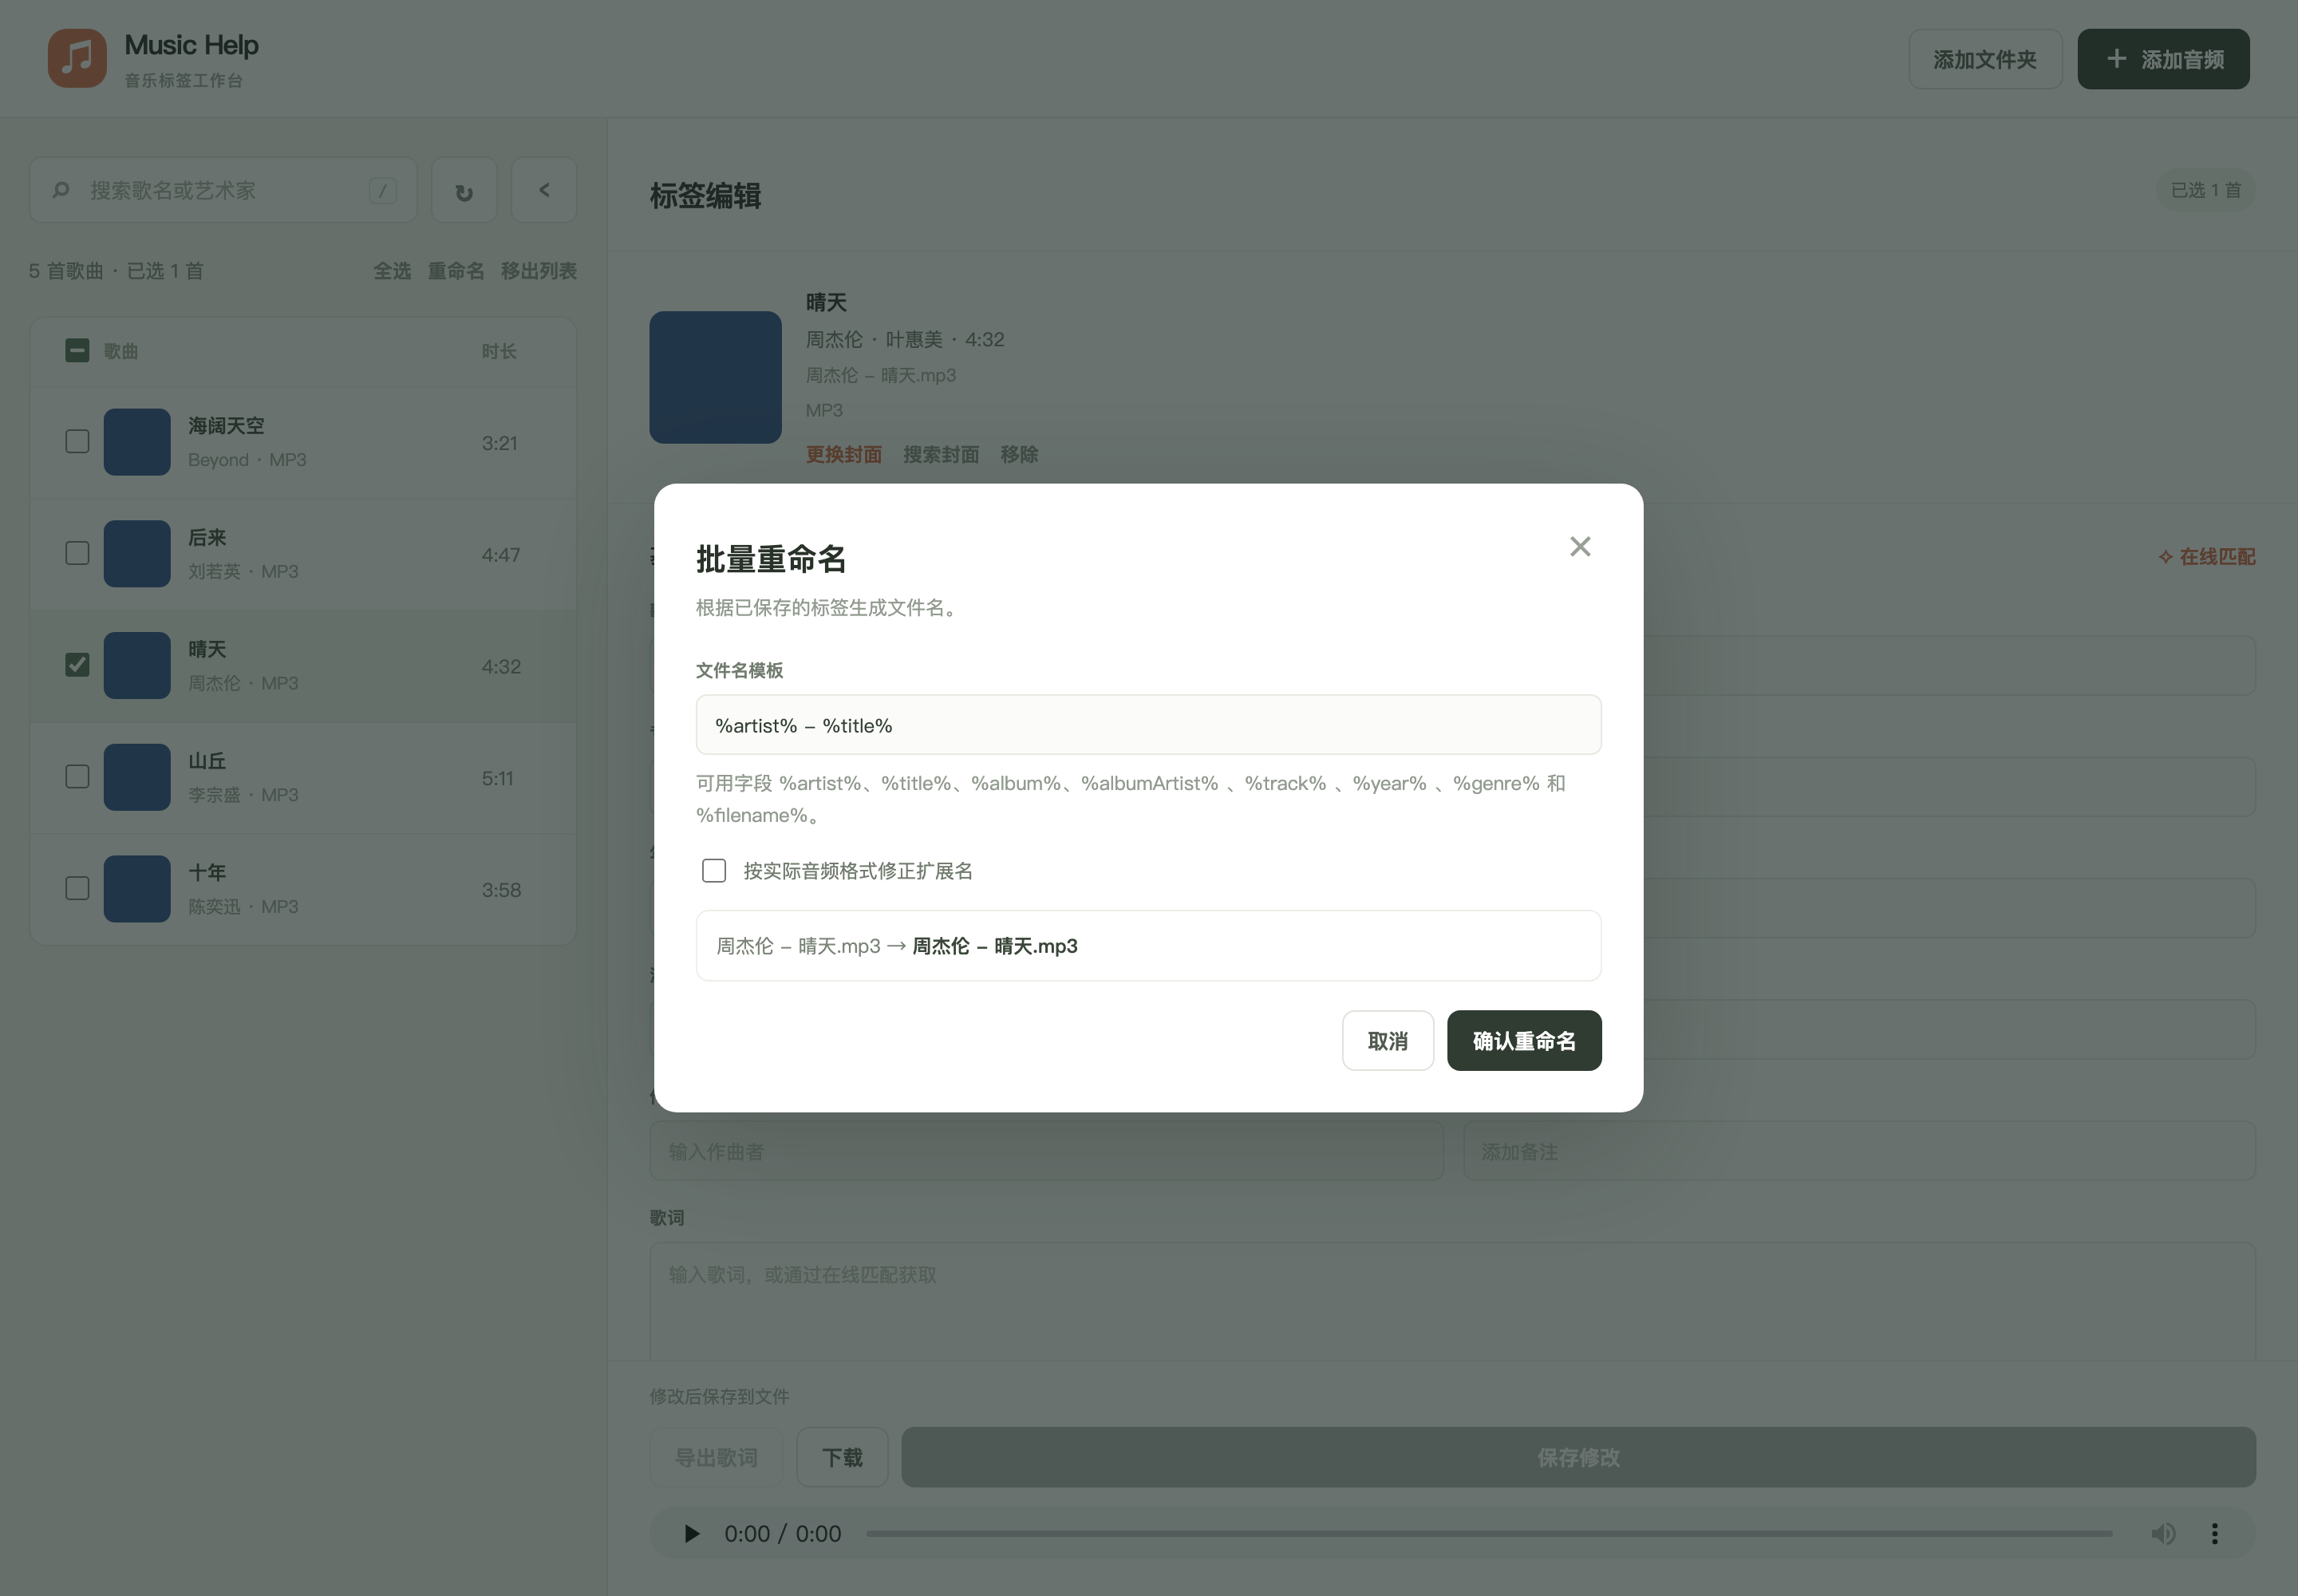 Music Help
音乐标签工作台
添加文件夹
+ 添加音频
搜索歌名或艺术家 /
5 首歌曲 · 已选 1 首 全选 重命名 移出列表
歌曲 时长
海阔天空
Beyond · MP3
3:21
后来
刘若英 · MP3
4:47
晴天
周杰伦 · MP3
4:32
山丘
李宗盛 · MP3
5:11
十年
陈奕迅 · MP3
3:58
标签编辑
已选 1 首
晴天
周杰伦 · 叶惠美 · 4:32
周杰伦 – 晴天.mp3
MP3
更换封面 搜索封面 移除
在线匹配
批量重命名
根据已保存的标签生成文件名。
文件名模板
%artist% – %title%
可用字段 %artist%、%title%、%album%、%albumArtist% 、%track% 、%year% 、%genre% 和
%filename%。
按实际音频格式修正扩展名
周杰伦 – 晴天.mp3 → 周杰伦 – 晴天.mp3
取消 确认重命名
输入作曲者 添加备注
歌词
输入歌词，或通过在线匹配获取
修改后保存到文件
导出歌词 下载 保存修改
0:00 / 0:00